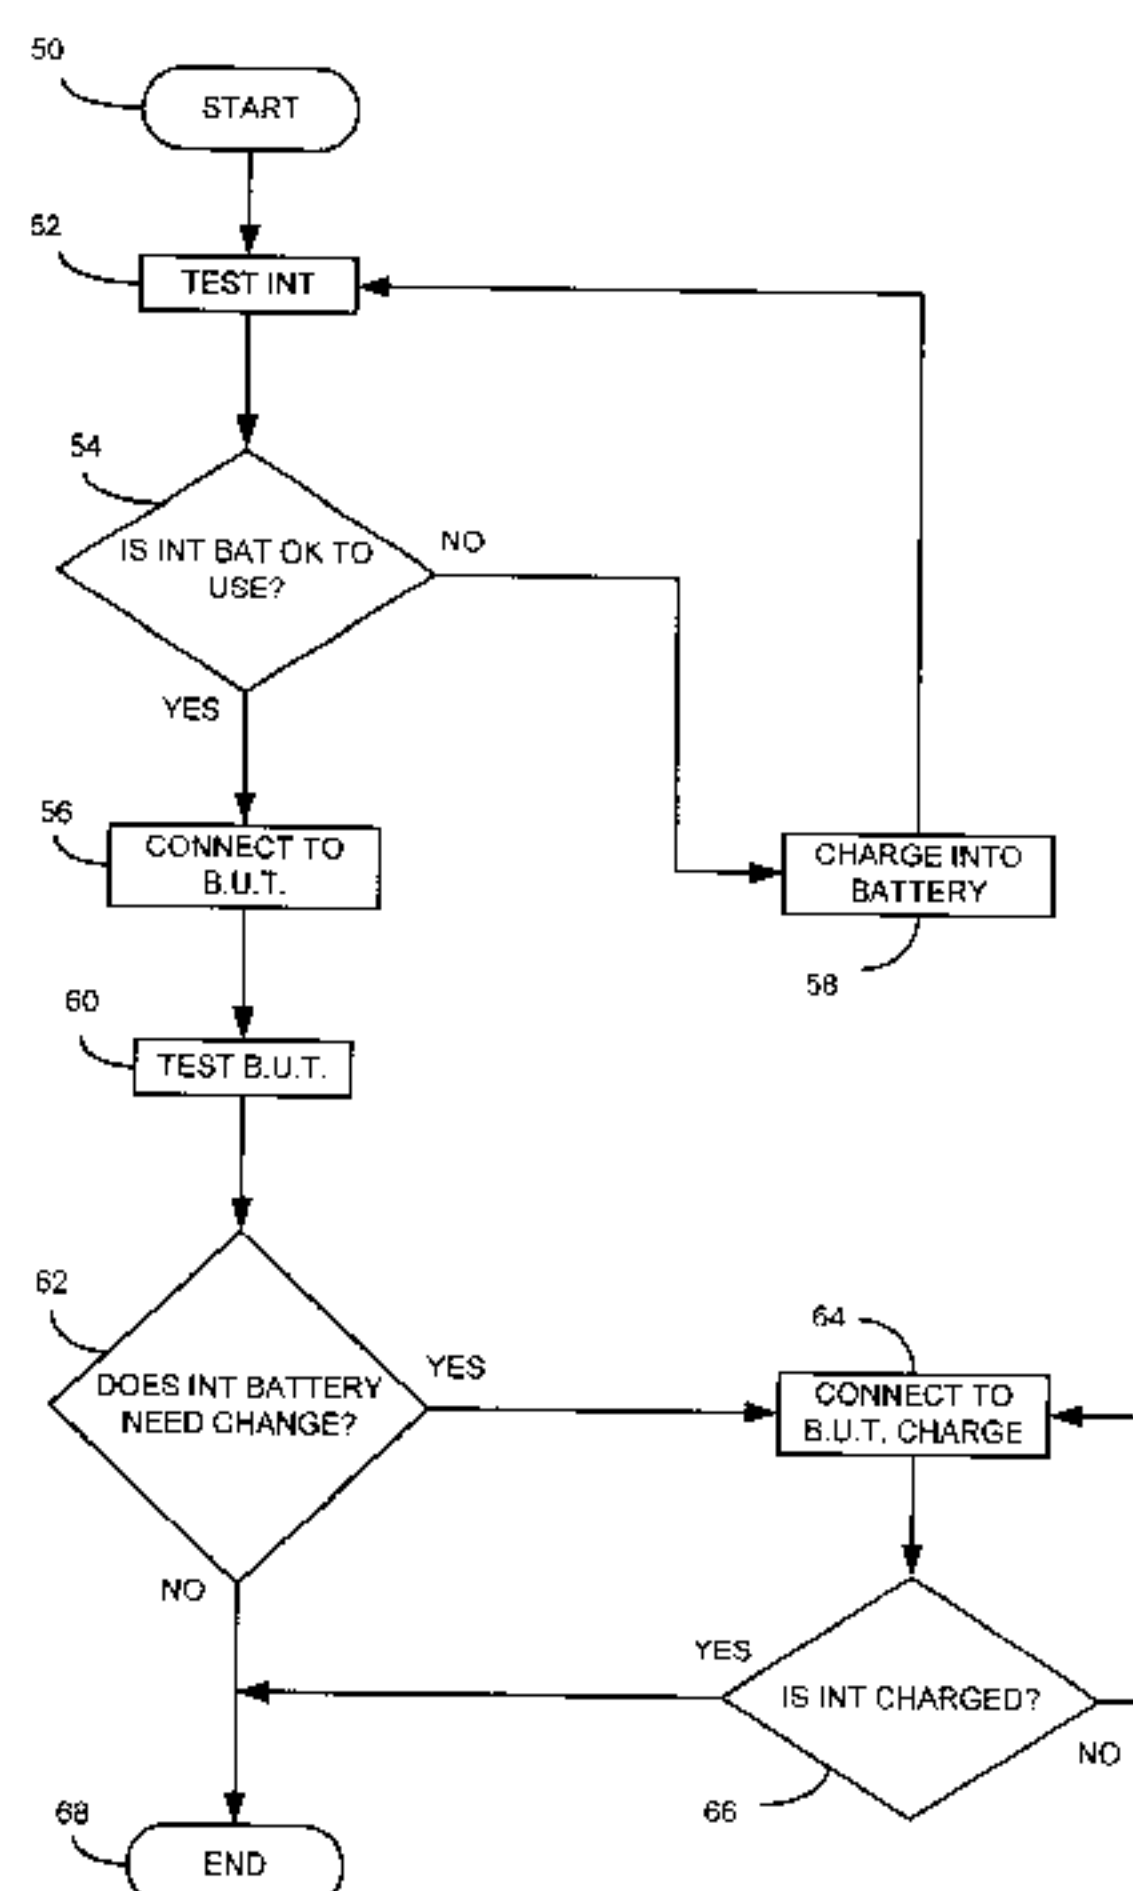 50
START
52
TEST INT
54
IS INT BAT OK TO
USE?
NO
YES
56
CONNECT TO
B.U.T.
CHARGE INTO
BATTERY
58
60
TEST B.U.T.
62
DOES INT BATTERY
NEED CHANGE?
YES
64
CONNECT TO
B.U.T. CHARGE
NO
YES
IS INT CHARGED?
NO
66
68
END